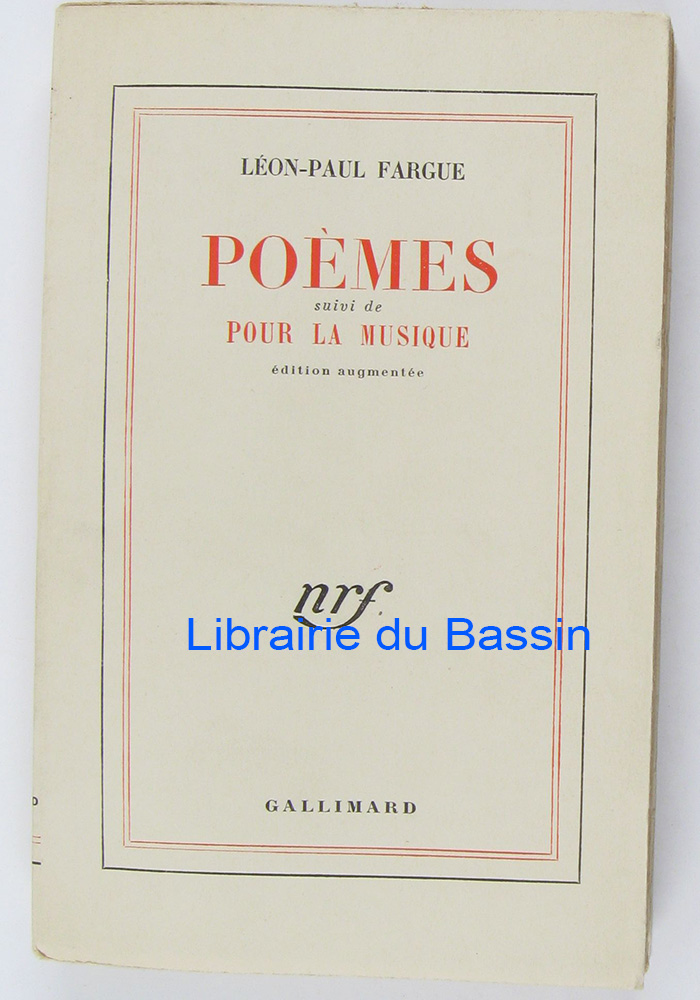 LÉON-PAUL FARGUE
POÈMES
suivi de
POUR LA MUSIQUE
édition augmentée
nrf
Librairie du Bassin
GALLIMARD